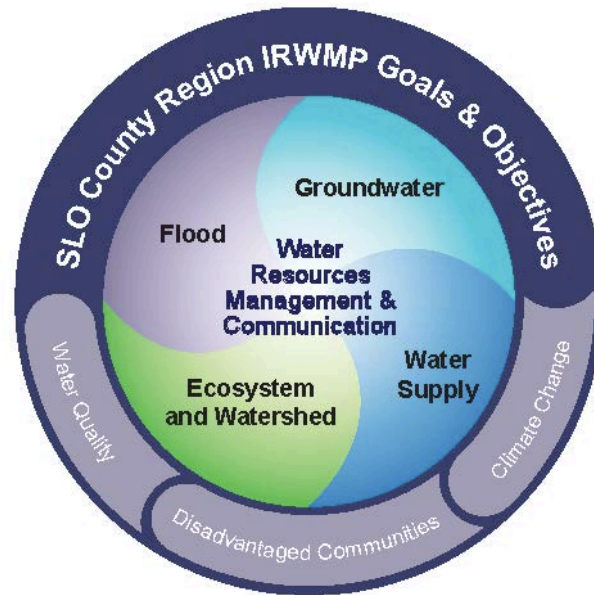 SLO County Region IRWMP Goals & Objectives
Groundwater
Flood
Water
Resources
Management &
Communication
Water
Supply
Ecosystem
and Watershed
Water Quality
Disadvantaged Communities
Climate Change